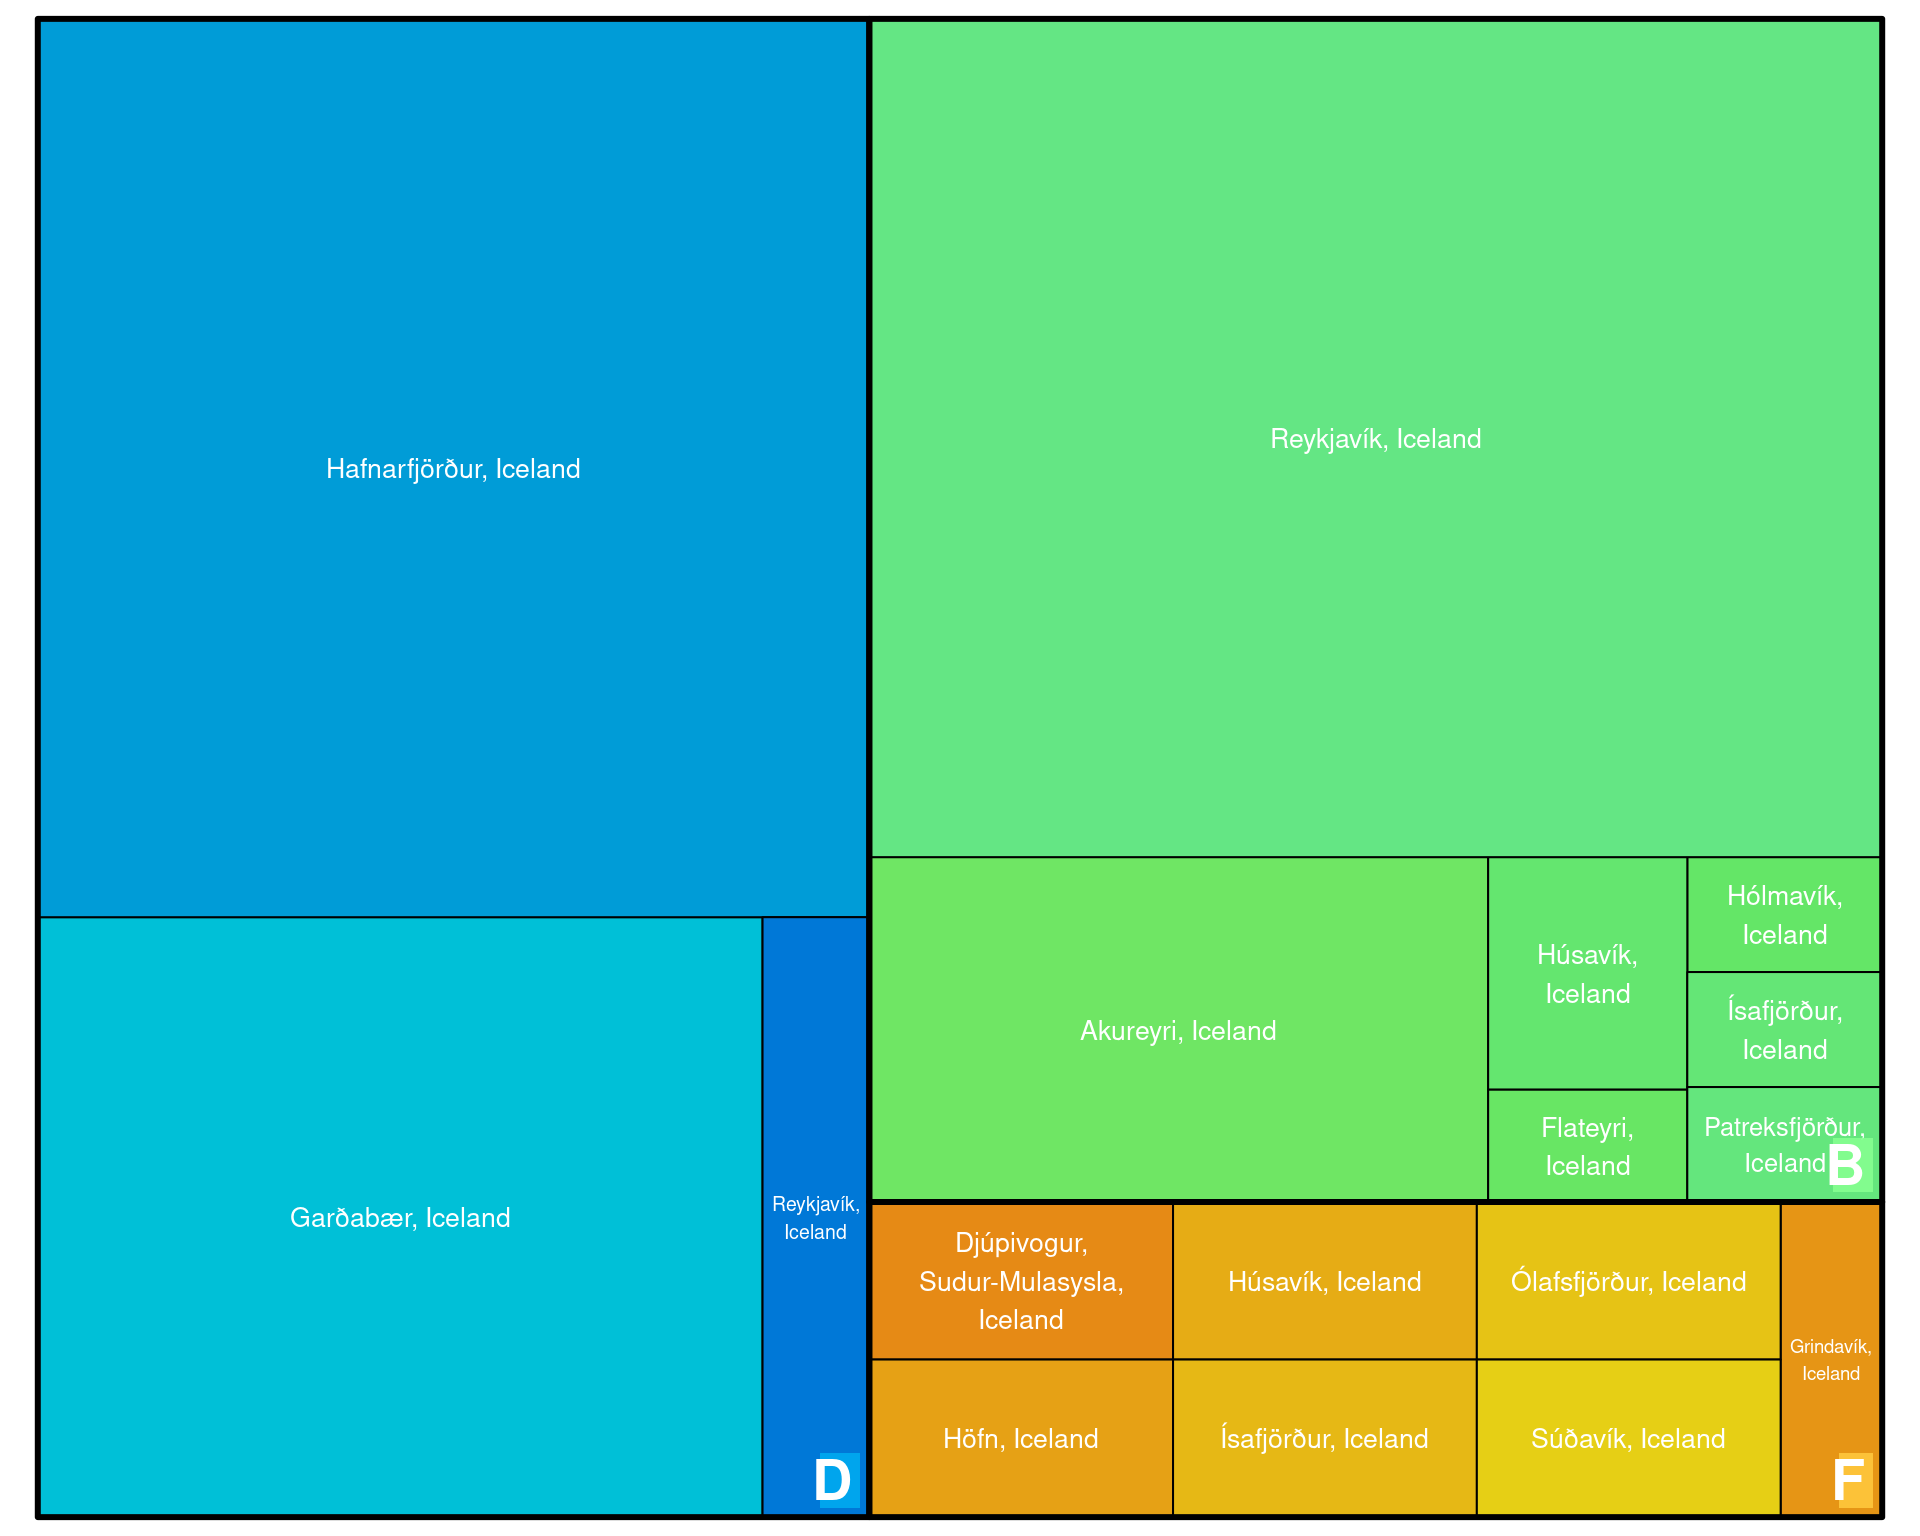 Hafnarfjörður, Iceland
Garðabær, Iceland
Reykjavík,
Iceland
D
Reykjavík, Iceland
Akureyri, Iceland
Húsavík,
Iceland
Flateyri,
Iceland
Hólmavík,
Iceland
Ísafjörður,
Iceland
Patreksfjörður,
Iceland
B
Djúpivogur,
Sudur-Mulasysla,
Iceland
Húsavík, Iceland
Ólafsfjörður, Iceland
Höfn, Iceland
Ísafjörður, Iceland
Súðavík, Iceland
Grindavík,
Iceland
F